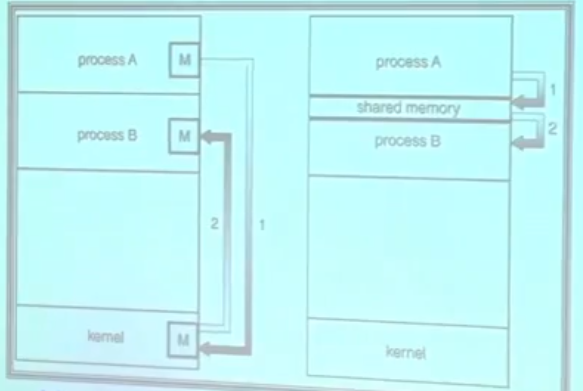 process A M
process B M
2 1
kernel M
process A
1
shared memory
2
process B
kernel